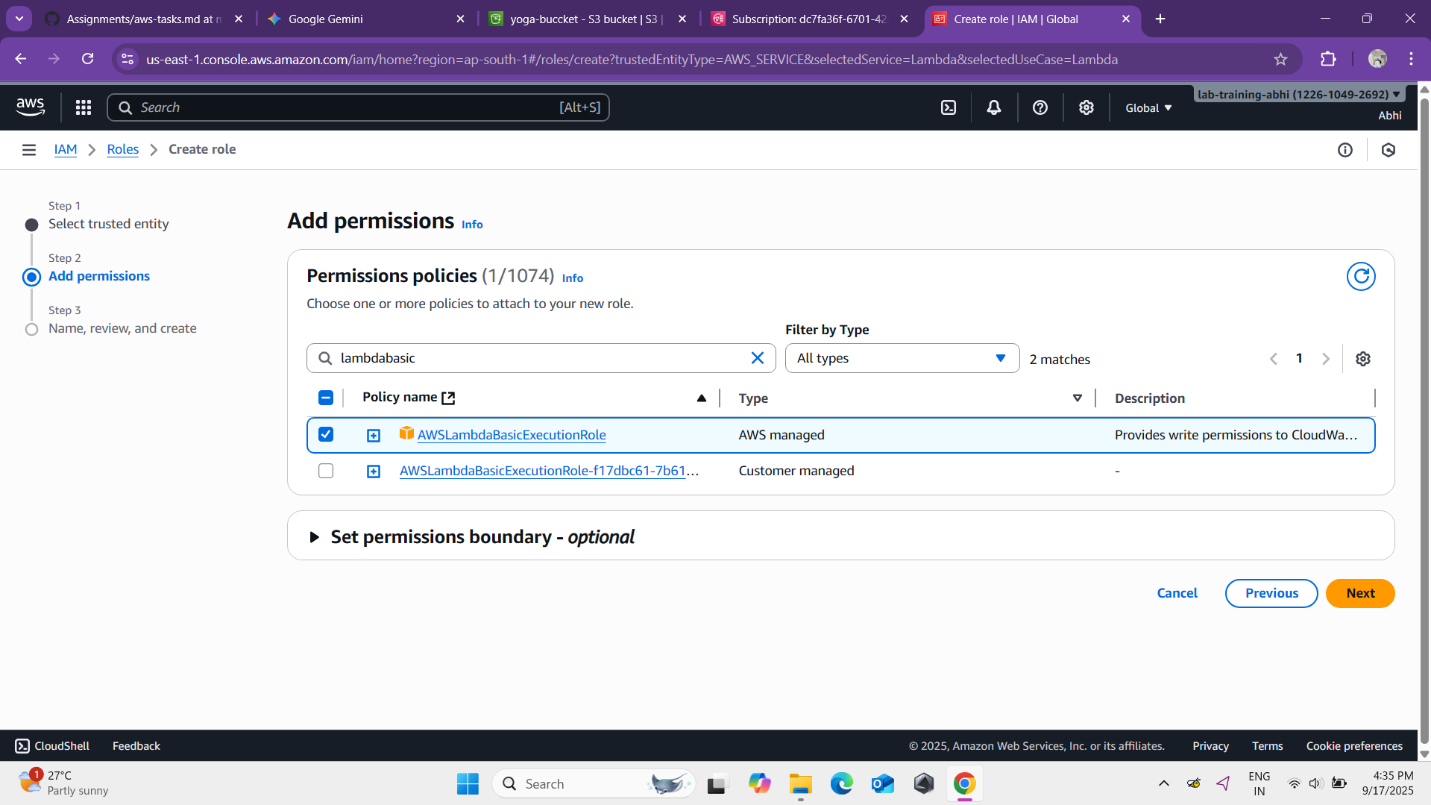 Assignments/aws-tasks.md at n
Google Gemini
yoga-buccket - S3 bucket | S3 |
Subscription: dc7fa36f-6701-42
Create role | IAM | Global
us-east-1.console.aws.amazon.com/iam/home?region=ap-south-1#/roles/create?trustedEntityType=AWS_SERVICE&selectedService=Lambda&selectedUseCase=Lambda
aws
Search
[Alt+S]
Global
lab-training-abhi (1226-1049-2692)
Abhi
IAM
Roles
Create role
Step 1
Select trusted entity
Step 2
Add permissions
Step 3
Name, review, and create
Add permissions Info
Permissions policies (1/1074) Info
Choose one or more policies to attach to your new role.
Filter by Type
lambdabasic
All types
2 matches
1
Policy name
Type
Description
AWSLambdaBasicExecutionRole
AWS managed
Provides write permissions to CloudWa...
AWSLambdaBasicExecutionRole-f17dbc61-7b61...
Customer managed
-
Set permissions boundary - optional
Cancel
Previous
Next
CloudShell
Feedback
© 2025, Amazon Web Services, Inc. or its affiliates.
Privacy
Terms
Cookie preferences
1
27°C
Partly sunny
Search
ENG
IN
4:35 PM
9/17/2025